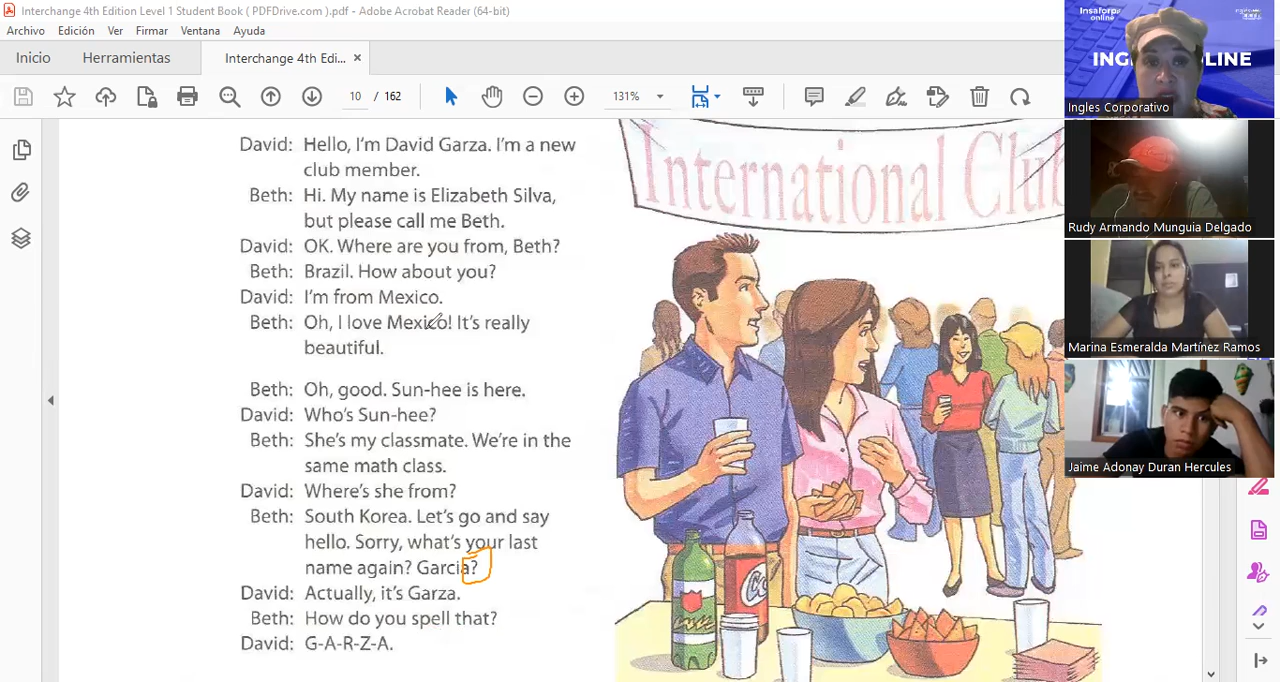 Interchange 4th Edition Level 1 Student Book ( PDFDrive.com ).pdf - Adobe Acrobat Reader (64-bit)
Archivo Edición Ver Firmar Ventana Ayuda
Inicio Herramientas Interchange 4th Edi... ×
10 / 162 131%
David: Hello, I'm David Garza. I'm a new
club member.
Beth: Hi. My name is Elizabeth Silva,
but please call me Beth.
David: OK. Where are you from, Beth?
Beth: Brazil. How about you?
David: I'm from Mexico.
Beth: Oh, I love Mexico! It's really
beautiful.
Beth: Oh, good. Sun-hee is here.
David: Who's Sun-hee?
Beth: She's my classmate. We're in the
same math class.
David: Where's she from?
Beth: South Korea. Let's go and say
hello. Sorry, what's your last
name again? Garcia?
David: Actually, it's Garza.
Beth: How do you spell that?
David: G-A-R-Z-A.
International Clu
Insaforp
online
ING LINE
Ingles Corporativo
Rudy Armando Munguia Delgado
Marina Esmeralda Martínez Ramos
Jaime Adonay Duran Hercules